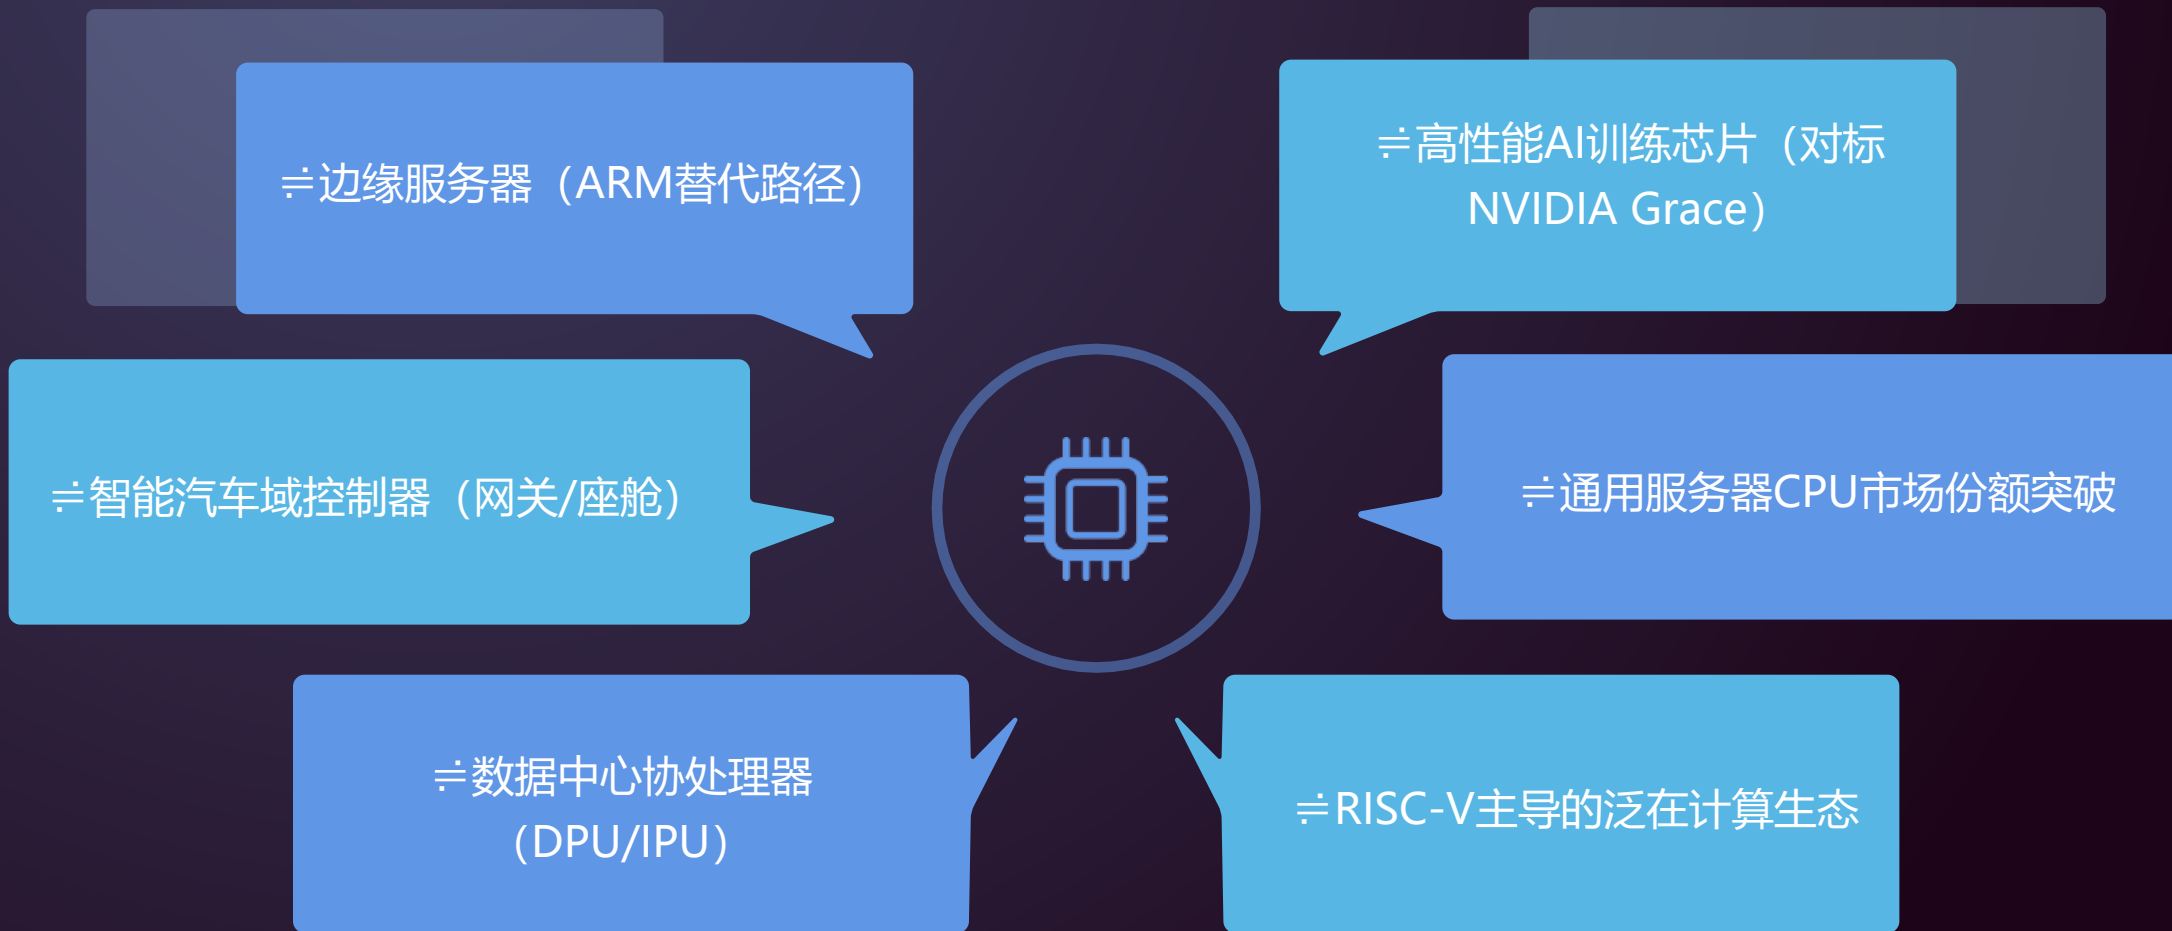 ≓边缘服务器（ARM替代路径）
≓智能汽车域控制器（网关/座舱）
≓数据中心协处理器
（DPU/IPU）
≓高性能AI训练芯片（对标
NVIDIA Grace）
≓通用服务器CPU市场份额突破
≓RISC-V主导的泛在计算生态